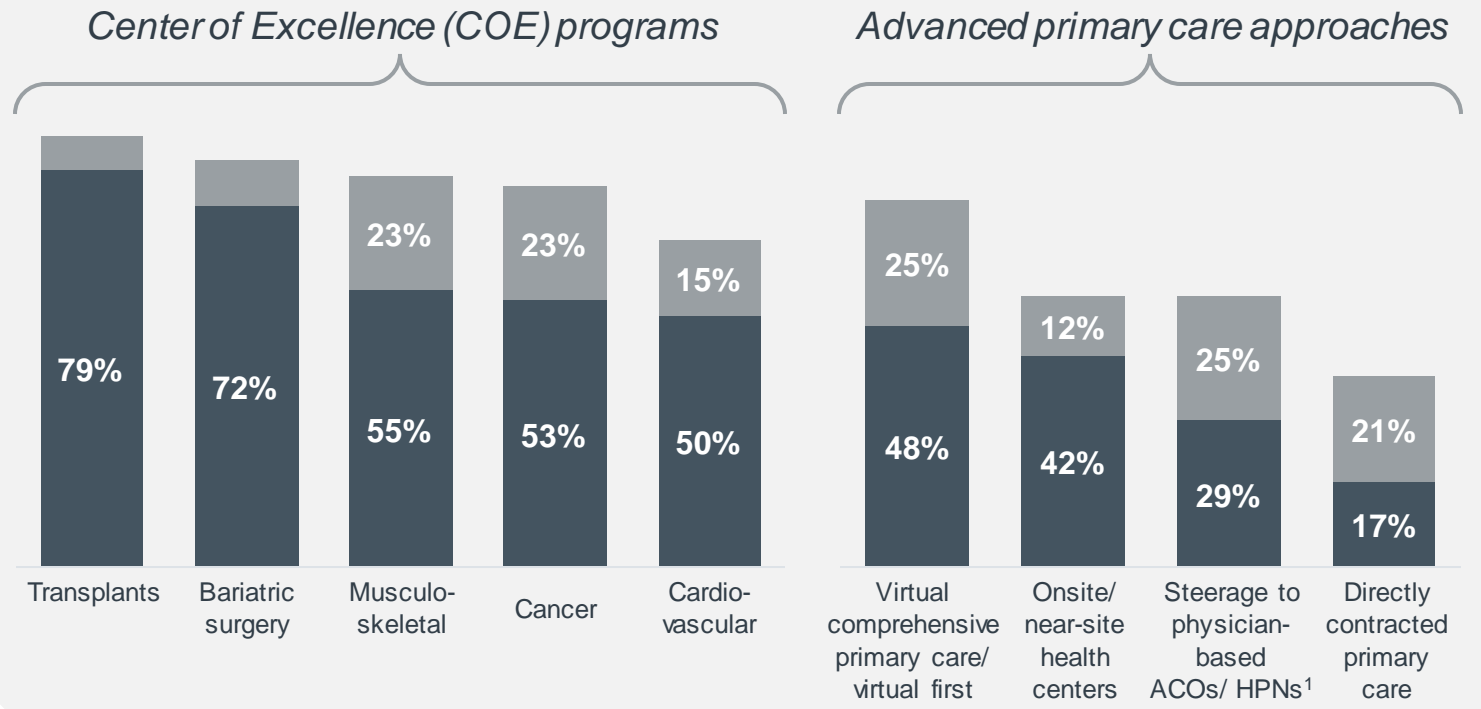 Center of Excellence (COE) programs
Advanced primary care approaches
79%
72%
23%
55%
23%
53%
15%
50%
25%
48%
12%
42%
25%
29%
21%
17%
Transplants
Bariatric
surgery
Musculo-
skeletal
Cancer
Cardio-
vascular
Virtual
comprehensive
primary care/
virtual first
Onsite/
near-site
health
centers
Steerage to
physician-
based
ACOs/ HPNs¹
Directly
contracted
primary
care